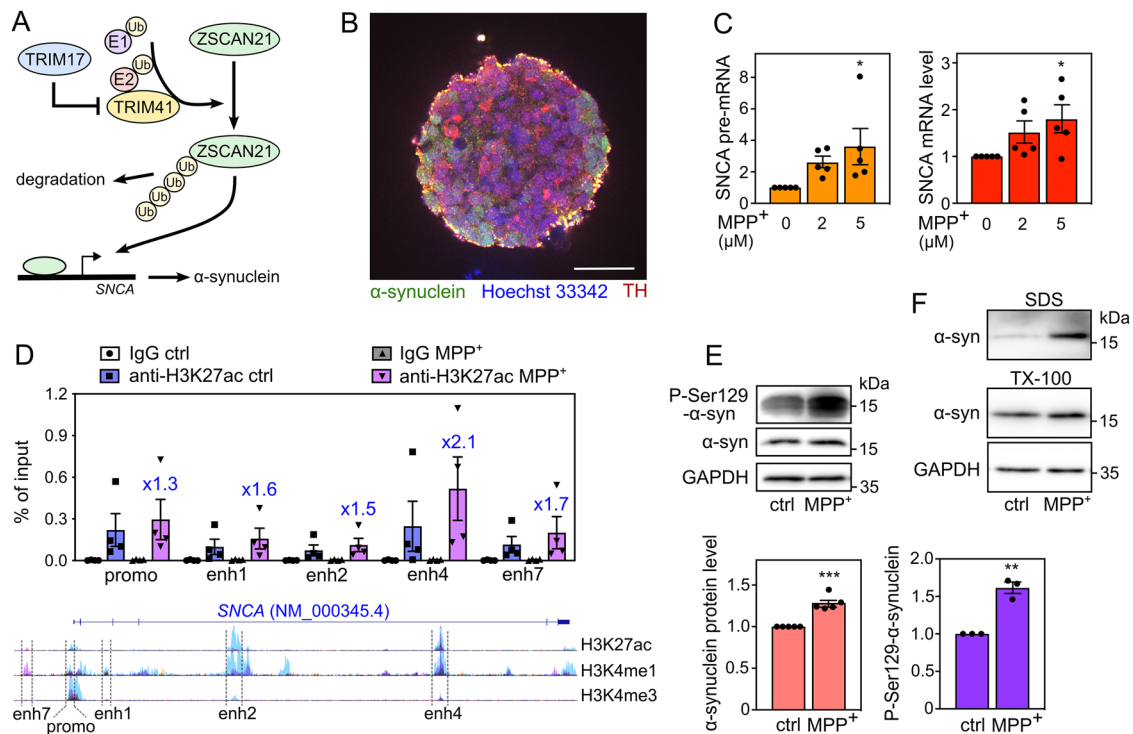 A
TRIM17
E1
Ub
Ub
E2
TRIM41
ZSCAN21
ZSCAN21
degradation
Ub
Ub
Ub
Ub
SNCA
α-synuclein
B
α-synuclein Hoechst 33342 TH
C
SNCA pre-mRNA
8
6
4
2
0
*
MPP+ 0 2 5
(µM)
SNCA mRNA level
3
2
1
0
*
MPP+ 0 2 5
(µM)
D
IgG ctrl
IgG MPP+
anti-H3K27ac ctrl
anti-H3K27ac MPP+
% of input
1.2
0.9
0.6
0.3
0.0
x1.3
x1.6
x1.5
x2.1
x1.7
promo enh1 enh2 enh4 enh7
SNCA (NM_000345.4)
H3K27ac
H3K4me1
H3K4me3
enh7
promo
enh1
enh2
enh4
E
kDa
P-Ser129
-α-syn
15
α-syn
15
GAPDH
35
ctrl MPP+
α-synuclein protein level
1.5
1.0
0.5
0.0
***
ctrl MPP+
F
SDS
kDa
α-syn
15
TX-100
α-syn
15
GAPDH
35
ctrl MPP+
P-Ser129-α-synuclein
2.0
1.5
1.0
0.5
0.0
**
ctrl MPP+